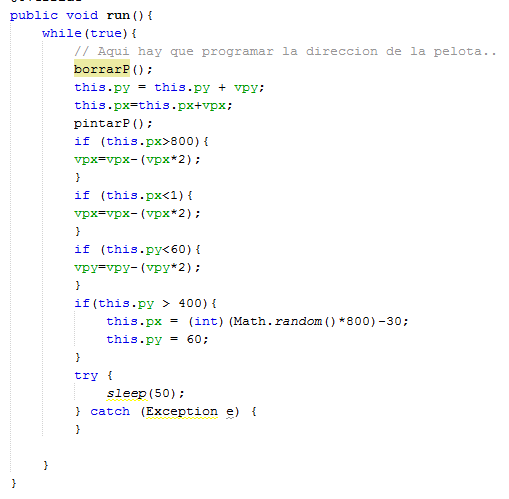 public void run(){
while(true){
// Aqui hay que programar la direccion de la pelota..
borrarP();
this.py = this.py + vpy;
this.px=this.px+vpx;
pintarP();
if (this.px>800){
vpx=vpx-(vpx*2);
}
if (this.px<1){
vpx=vpx-(vpx*2);
}
if (this.py<60){
vpy=vpy-(vpy*2);
}
if(this.py > 400){
this.px = (int)(Math.random()*800)-30;
this.py = 60;
}
try {
sleep(50);
} catch (Exception e) {
}
}
}